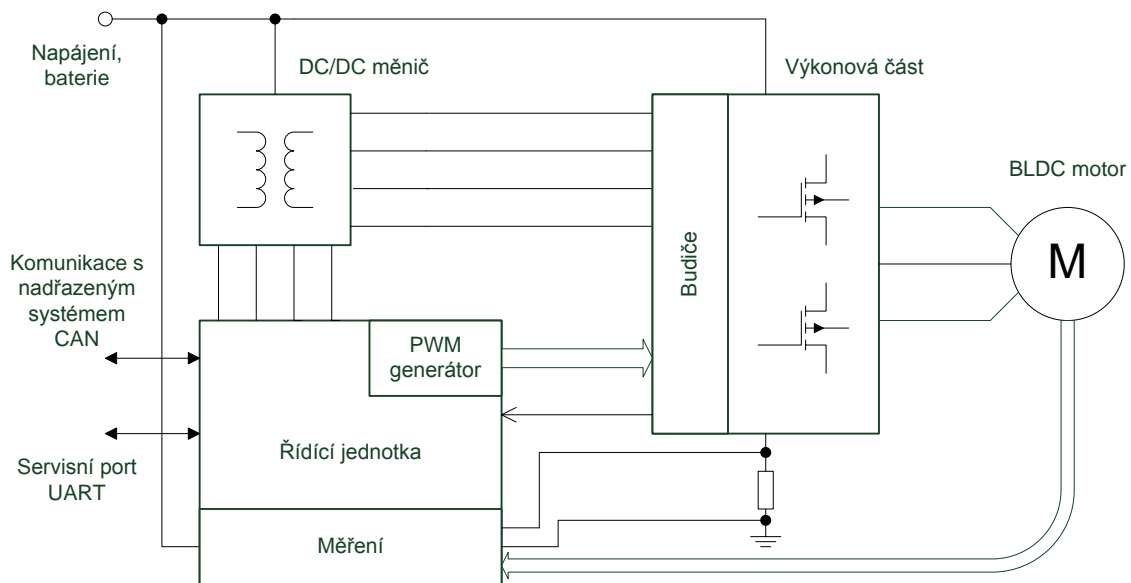 Napájení,
baterie
DC/DC měnič
Výkonová část
BLDC motor
Komunikace s
nadřazeným
systémem
CAN
Budiče
M
PWM
generátor
Řídící jednotka
Servisní port
UART
Měření